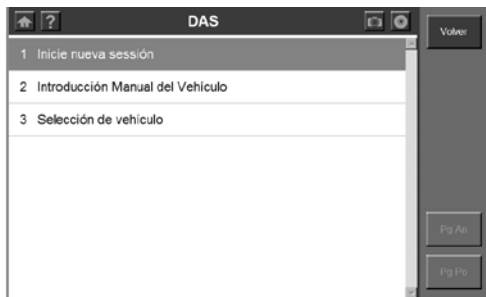 ?
DAS
Volver
1 Inicie nueva sessión
2 Introducción Manual del Vehículo
3 Selección de vehículo
Pg An
Pg Po